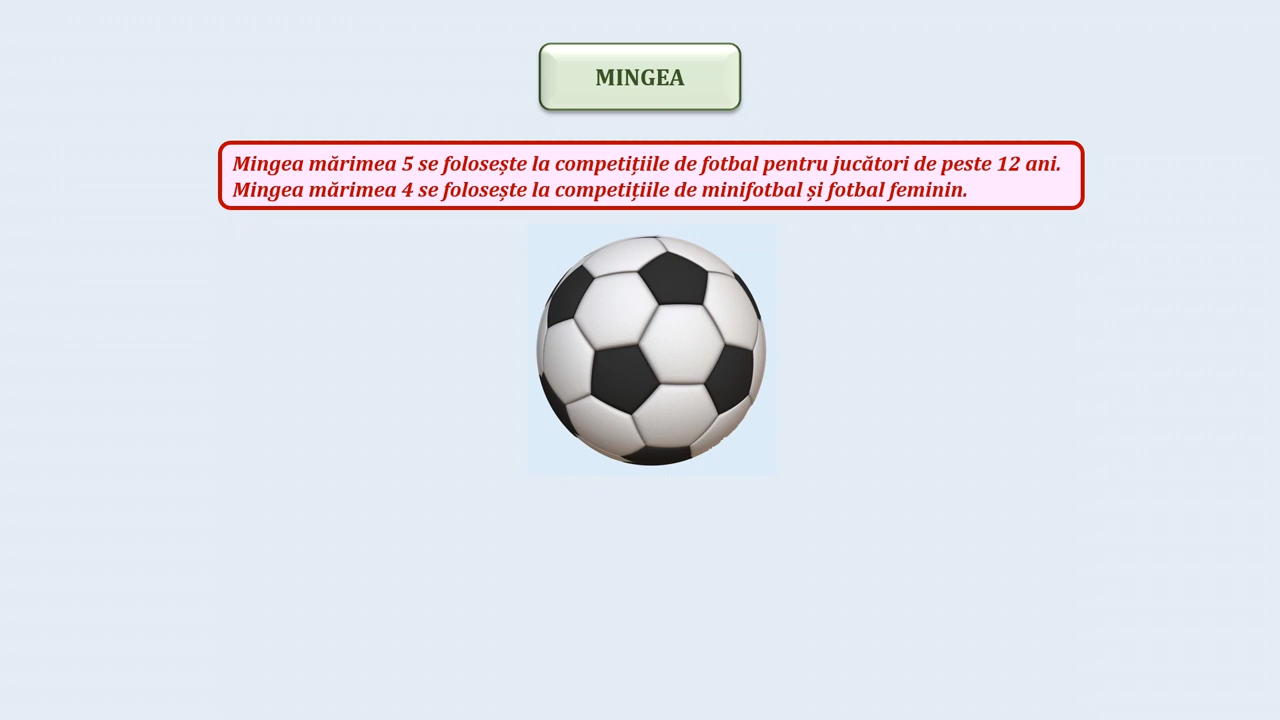 MINGEA
Mingea mărimea 5 se folosește la competițiile de fotbal pentru jucători de peste 12 ani.
Mingea mărimea 4 se folosește la competițiile de minifotbal și fotbal feminin.